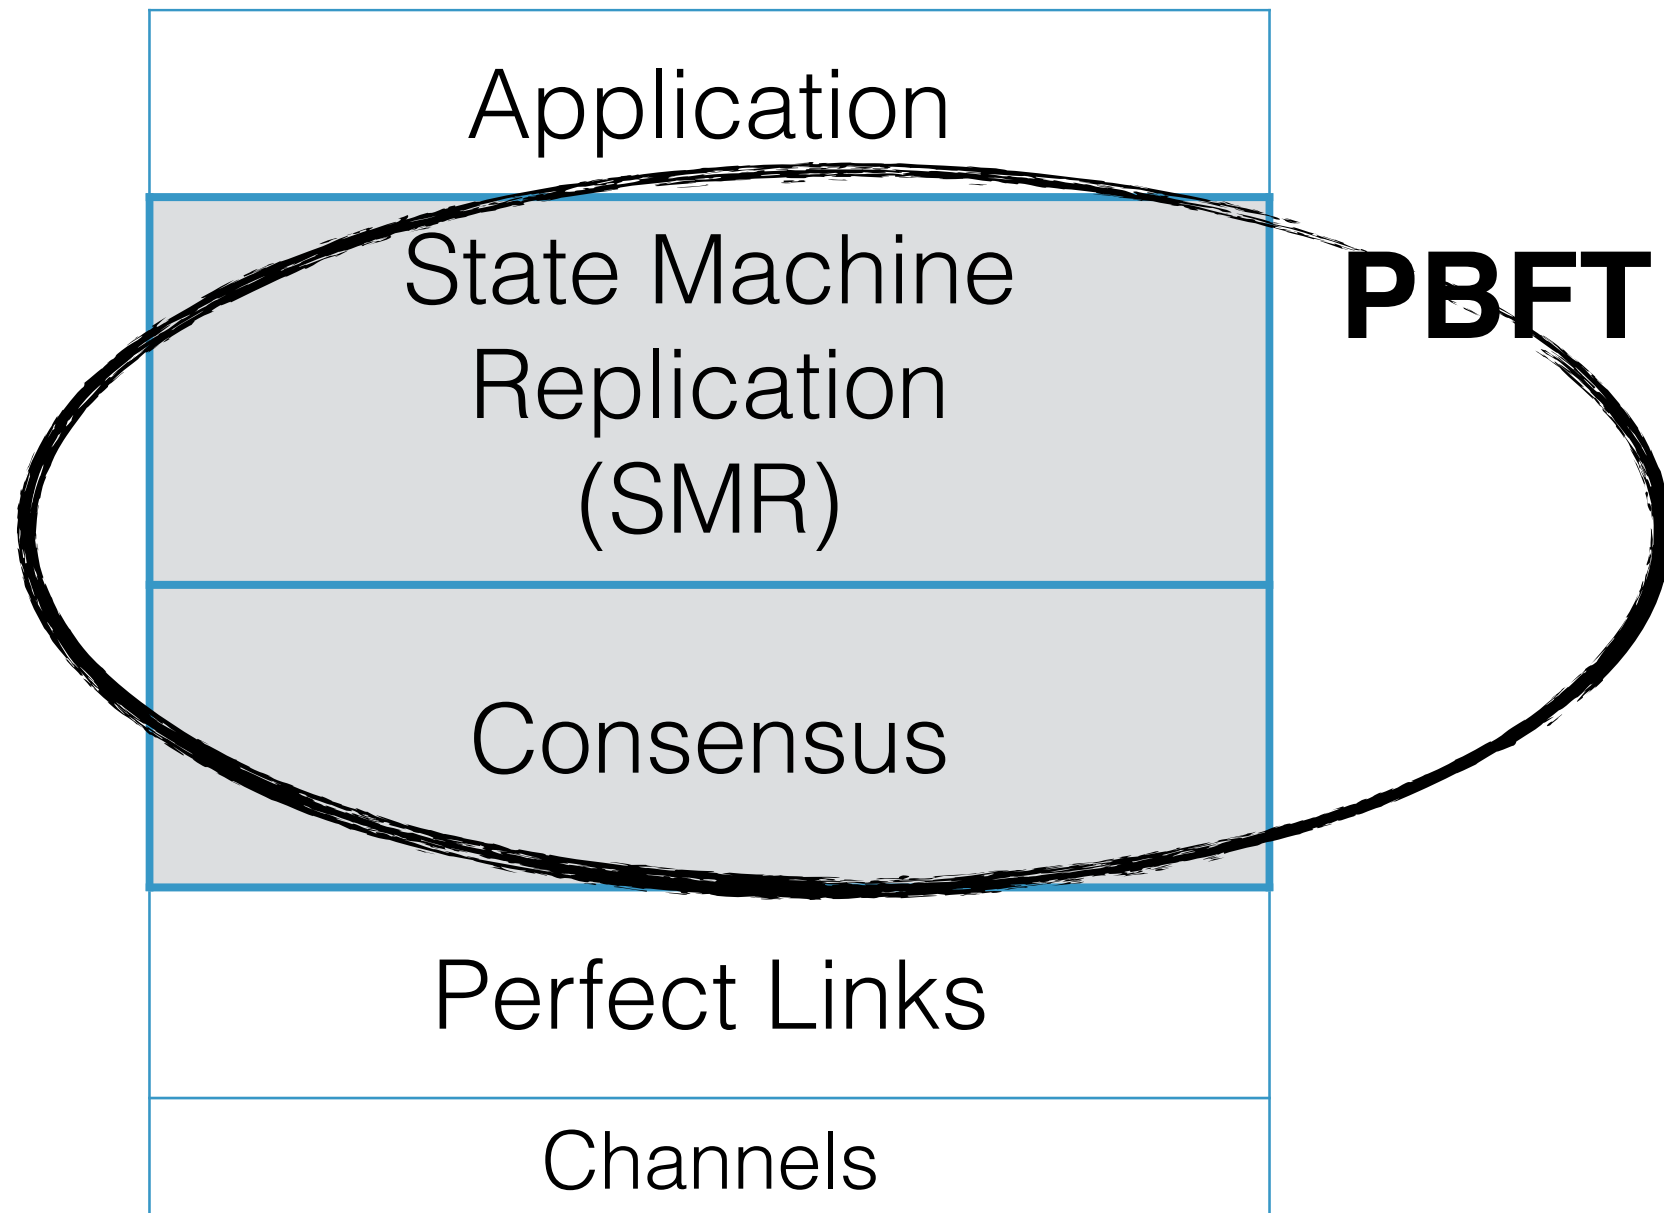 Application
State Machine
PBFT
Replication
(SMR)
Consensus
Perfect Links
Channels